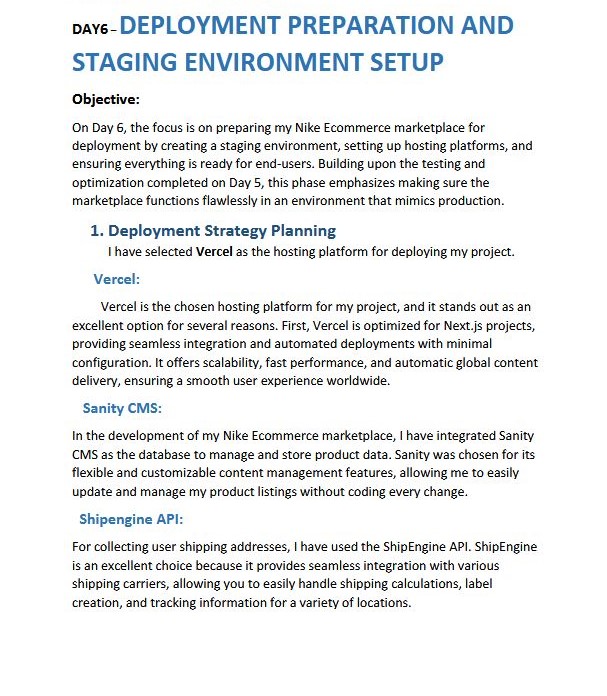 DAY6 – DEPLOYMENT PREPARATION AND
STAGING ENVIRONMENT SETUP
Objective:
On Day 6, the focus is on preparing my Nike Ecommerce marketplace for
deployment by creating a staging environment, setting up hosting platforms, and
ensuring everything is ready for end-users. Building upon the testing and
optimization completed on Day 5, this phase emphasizes making sure the
marketplace functions flawlessly in an environment that mimics production.
1. Deployment Strategy Planning
I have selected Vercel as the hosting platform for deploying my project.
Vercel:
Vercel is the chosen hosting platform for my project, and it stands out as an
excellent option for several reasons. First, Vercel is optimized for Next.js projects,
providing seamless integration and automated deployments with minimal
configuration. It offers scalability, fast performance, and automatic global content
delivery, ensuring a smooth user experience worldwide.
Sanity CMS:
In the development of my Nike Ecommerce marketplace, I have integrated Sanity
CMS as the database to manage and store product data. Sanity was chosen for its
flexible and customizable content management features, allowing me to easily
update and manage my product listings without coding every change.
Shipengine API:
For collecting user shipping addresses, I have used the ShipEngine API. ShipEngine
is an excellent choice because it provides seamless integration with various
shipping carriers, allowing you to easily handle shipping calculations, label
creation, and tracking information for a variety of locations.